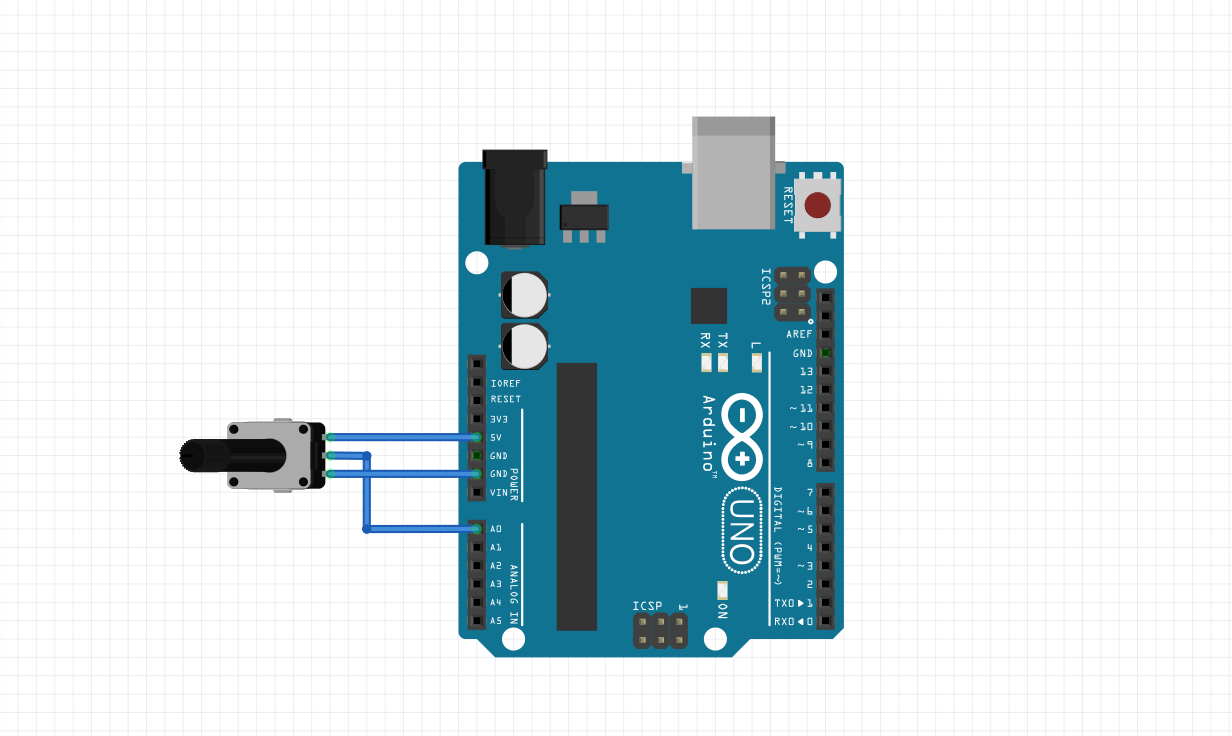 RESET
ICSP2
AREF
RX
TX
L
GND
13
IOREF
12
RESET
~11
3V3
~10
5V
~9
GND
8
GND
POWER
VIN
Arduino™
UNO
DIGITAL (PWM=~)
7
~6
A0
~5
A1
4
A2
~3
A3
2
ANALOG IN
A4
TX0▶1
A5
RX0◀0
ICSP
1
ON